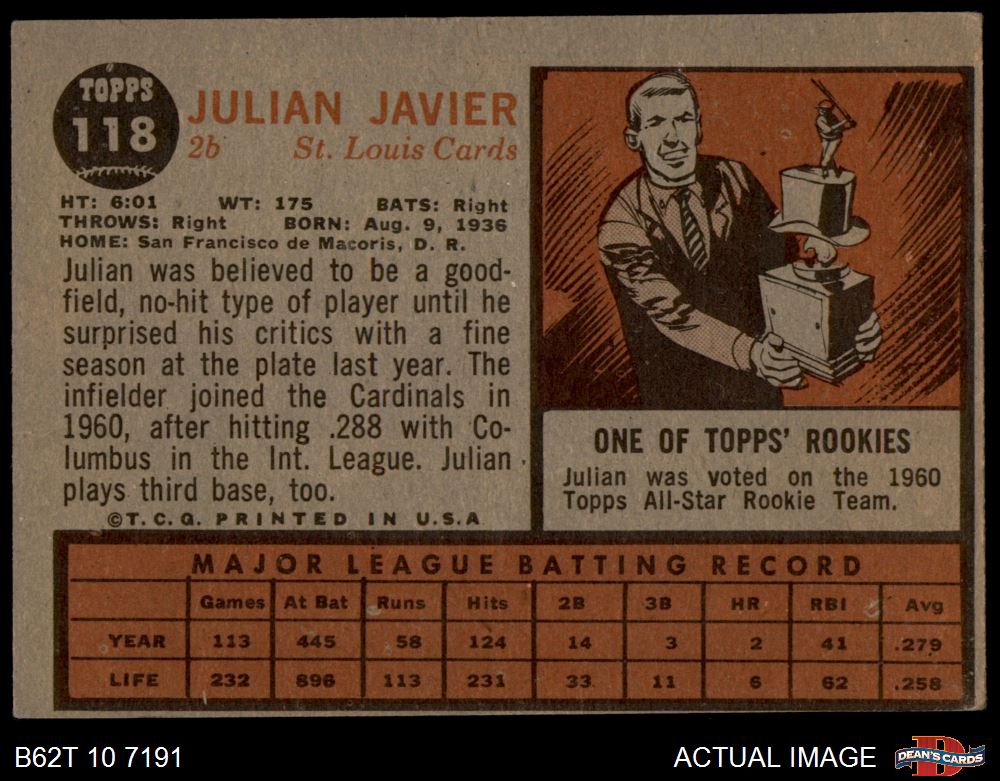 TOPPS
118
JULIAN JAVIER
2b St. Louis Cards
HT: 6:01 WT: 175 BATS: Right
THROWS: Right BORN: Aug. 9, 1936
HOME: San Francisco de Macoris, D. R.
Julian was believed to be a good-
field, no-hit type of player until he
surprised his critics with a fine
season at the plate last year. The
infielder joined the Cardinals in
1960, after hitting .288 with Co-
lumbus in the Int. League. Julian
plays third base, too.
©T. C. G. PRINTED IN U.S.A
ONE OF TOPPS' ROOKIES
Julian was voted on the 1960
Topps All-Star Rookie Team.
MAJOR LEAGUE BATTING RECORD
Games At Bat Runs Hits 2B 3B HR RBI Avg
YEAR 113 445 58 124 14 3 2 41 .279
LIFE 232 896 113 231 33 11 6 62 .258
B62T 10 7191
ACTUAL IMAGE
D
DEAN'S CARDS